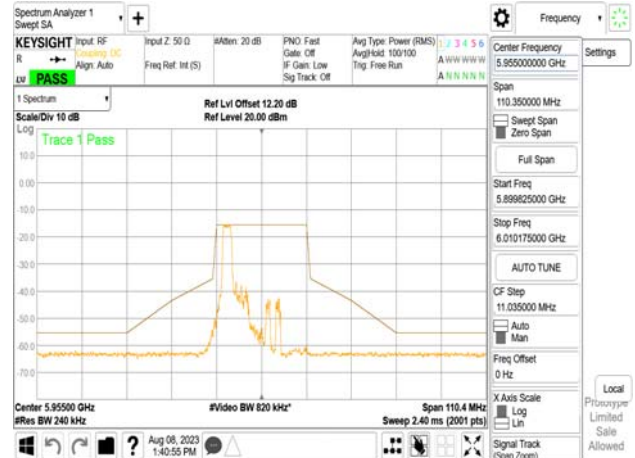 Spectrum Analyzer 1
Swept SA
+
Frequency
KEYSIGHT
R
LU PASS
Input: RF
Coupling: DC
Align: Auto
Input Z: 50 Ω
Freq Ref: Int (S)
#Atten: 20 dB
PNO: Fast
Gate: Off
IF Gain: Low
Sig Track: Off
Avg Type: Power (RMS)
Avg|Hold: 100/100
Trig: Free Run
1 2 3 4 5 6
A W W W W W
A N N N N N
1 Spectrum
Scale/Div 10 dB
Ref Lvl Offset 12.20 dB
Ref Level 20.00 dBm
Log
Trace 1 Pass
10.0
0.00
-10.0
-20.0
-30.0
-40.0
-50.0
-60.0
-70.0
Center 5.95500 GHz
#Res BW 240 kHz
#Video BW 820 kHz*
Span 110.4 MHz
Sweep 2.40 ms (2001 pts)
Aug 08, 2023
1:40:55 PM
?
Center Frequency
5.955000000 GHz
Settings
Span
110.350000 MHz
Swept Span
Zero Span
Full Span
Start Freq
5.899825000 GHz
Stop Freq
6.010175000 GHz
AUTO TUNE
CF Step
11.035000 MHz
Auto
Man
Freq Offset
0 Hz
X Axis Scale
Log
Lin
Signal Track
(Span Zoom)
Local
Prototype
Limited
Sale
Allowed